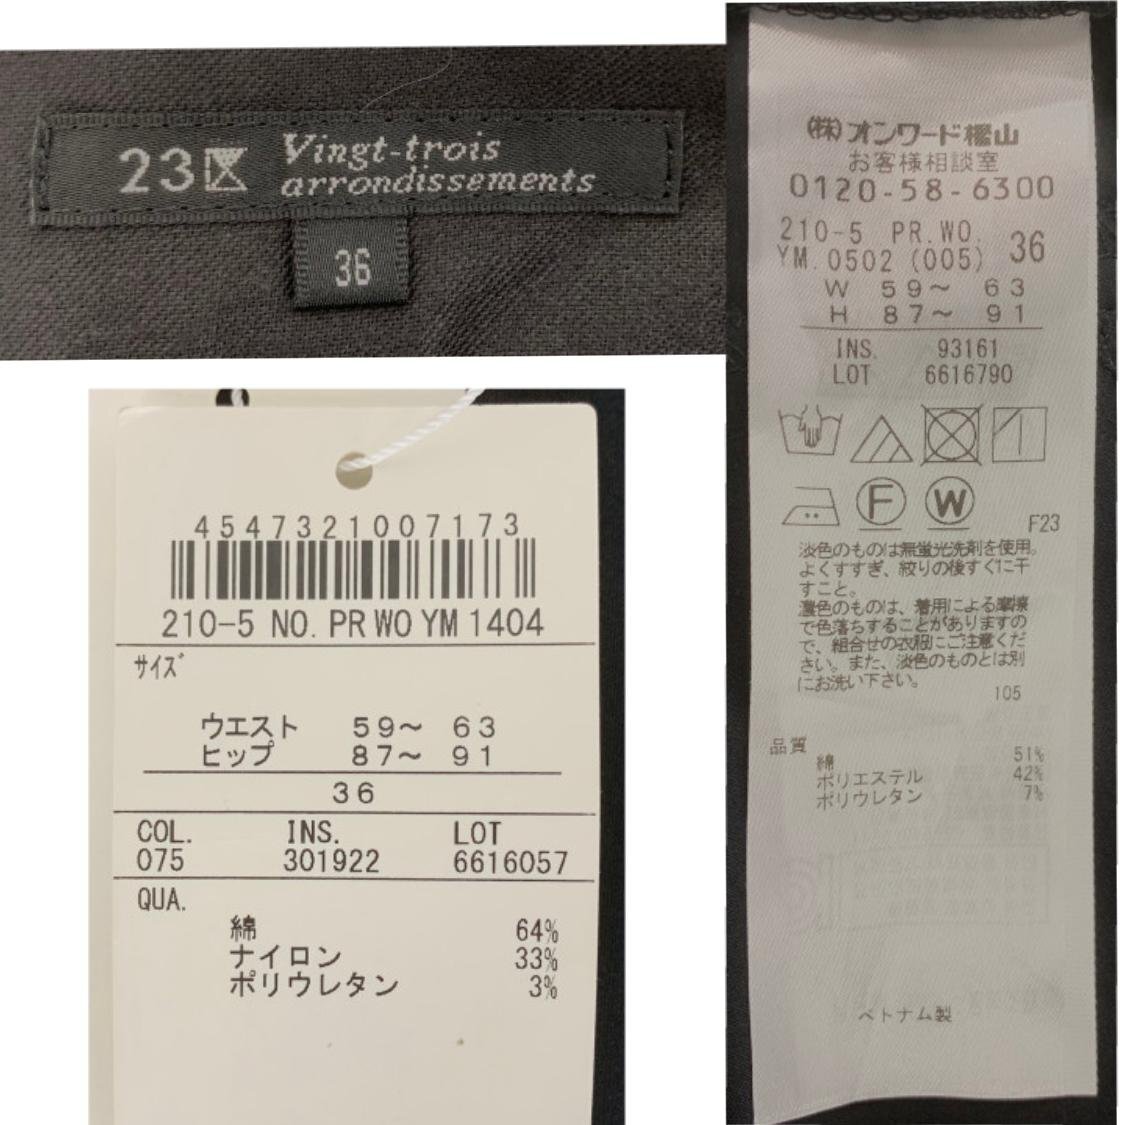 23区 Vingt-trois
arrondissements
36
4547321007173
210-5 NO. PR WO YM 1404
サイズ
ウエスト 59～ 63
ヒップ 87～ 91
36
COL. INS. LOT
075 301922 6616057
QUA.
綿 64%
ナイロン 33%
ポリウレタン 3%
(株)オンワード樫山
お客様相談室
0120-58-6300
210-5 PR.WO. 36
YM.0502 (005)
W 59～ 63
H 87～ 91
INS. 93161
LOT 6616790
F W
F23
淡色のものは無蛍光洗剤を使用。
よくすすぎ、絞りの後すぐに干
すこと。
濃色のものは、着用による摩擦
で色落ちすることがありますの
で、組合せの衣服にご注意くだ
さい。また、淡色のものとは別
にお洗い下さい。
105
品質
綿 51%
ポリエステル 42%
ポリウレタン 7%
ベトナム製